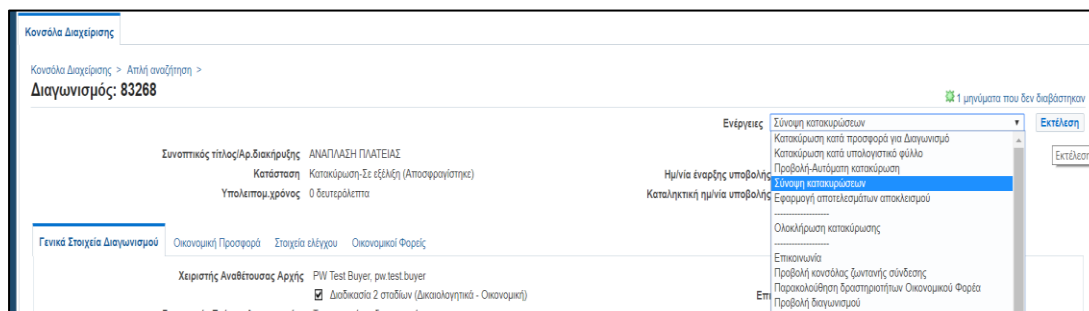 Κονσόλα Διαχείρισης
Κονσόλα Διαχείρισης > Απλή αναζήτηση >
Διαγωνισμός: 83268
1 μηνύματα που δεν διαβάστηκαν
Ενέργειες Σύνοψη κατακυρώσεων Εκτέλεση
Κατακύρωση κατά προσφορά για Διαγωνισμό
Κατακύρωση κατά υπολογιστικό φύλλο
Προβολή-Αυτόματη κατακύρωση
Σύνοψη κατακυρώσεων
Εφαρμογή αποτελεσμάτων αποκλεισμού
-------------------
Ολοκλήρωση κατακύρωσης
-------------------
Επικοινωνία
Προβολή κονσόλας ζωντανής σύνδεσης
Παρακολούθηση δραστηριοτήτων Οικονομικού Φορέα
Προβολή διαγωνισμού
Εκτέλεση
Συνοπτικός τίτλος/Αρ.διακήρυξης ΑΝΑΠΛΑΣΗ ΠΛΑΤΕΙΑΣ
Κατάσταση Κατακύρωση-Σε εξέλιξη (Αποσφραγίστηκε)
Υπολειπομ.χρόνος 0 δευτερόλεπτα
Ημ/νία έναρξης υποβολής
Καταληκτική ημ/νία υποβολής
Γενικά Στοιχεία Διαγωνισμού Οικονομική Προσφορά Στοιχεία ελέγχου Οικονομικοί Φορείς
Χειριστής Αναθέτουσας Αρχής PW Test Buyer, pw.test.buyer
Διαδικασία 2 σταδίων (Δικαιολογητικά - Οικονομική)